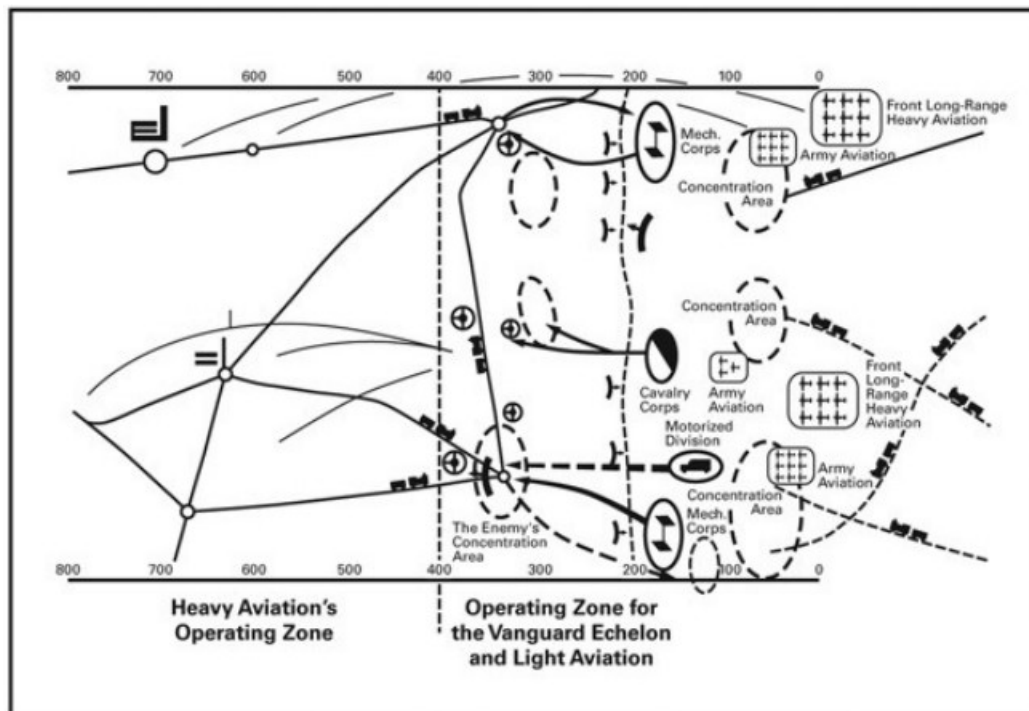 800 700 600 500 400 300 200 100 0
Front Long-Range
Heavy Aviation
Mech.
Corps
Army Aviation
Concentration
Area
Concentration
Area
Cavalry
Corps
Army
Aviation
Front
Long-
Range
Heavy
Aviation
Motorized
Division
Army
Aviation
Concentration
Area
Mech.
Corps
The Enemy's
Concentration
Area
800 700 600 500 400 300 200 100 0
Heavy Aviation's
Operating Zone
Operating Zone for
the Vanguard Echelon
and Light Aviation